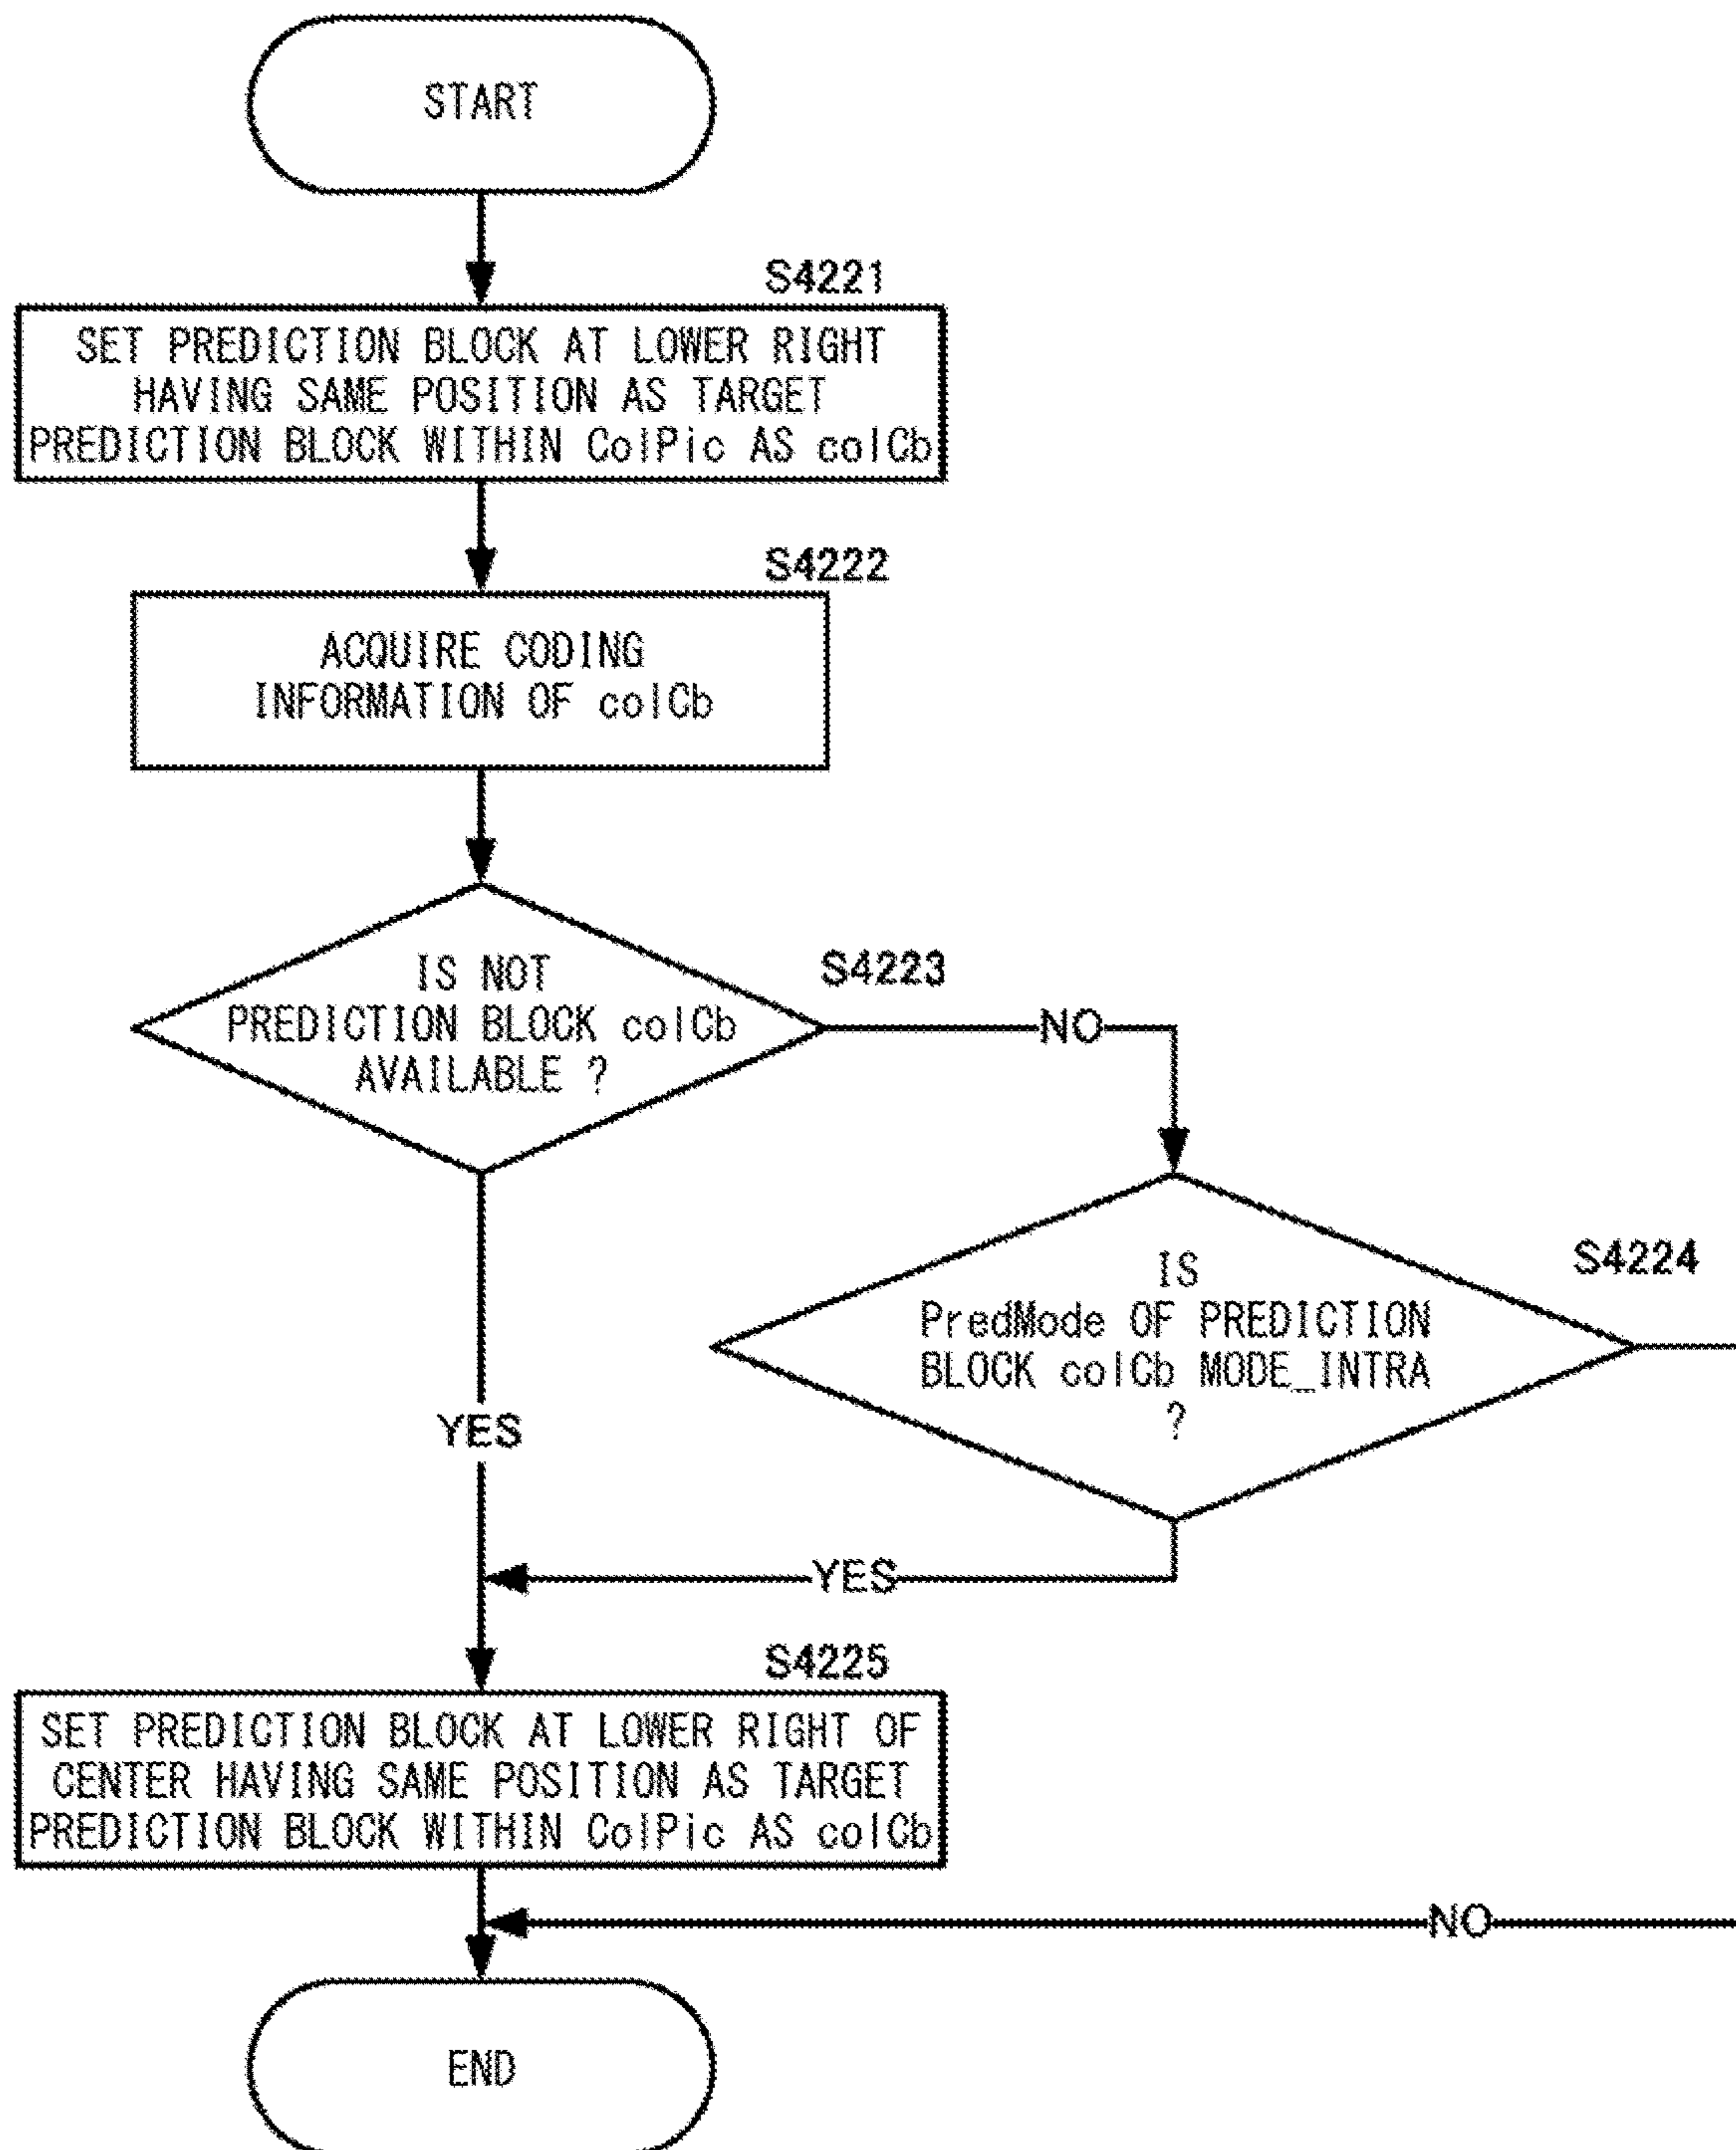 START
S4221
SET PREDICTION BLOCK AT LOWER RIGHT
HAVING SAME POSITION AS TARGET
PREDICTION BLOCK WITHIN ColPic AS colCb
S4222
ACQUIRE CODING
INFORMATION OF colCb
S4223
IS NOT
PREDICTION BLOCK colCb
AVAILABLE ?
NO
S4224
IS
PredMode OF PREDICTION
BLOCK colCb MODE_INTRA
?
YES
YES
S4225
SET PREDICTION BLOCK AT LOWER RIGHT OF
CENTER HAVING SAME POSITION AS TARGET
PREDICTION BLOCK WITHIN ColPic AS colCb
NO
END